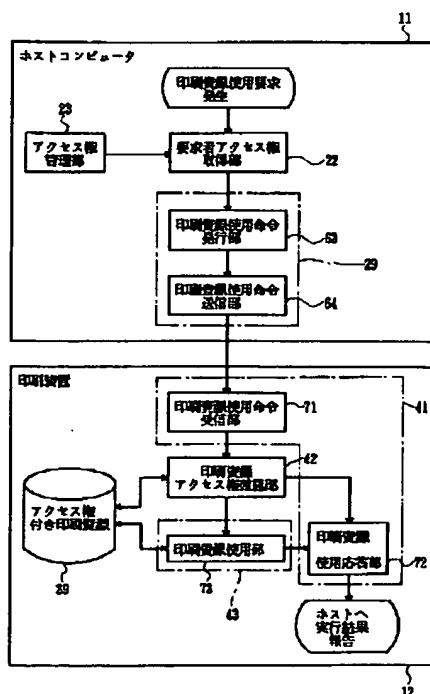 11
ホストコンピュータ
印刷資源使用要求
発生
23
アクセス権
管理部
要求者アクセス権
取得部
22
印刷資源使用命令
発行部
63
29
印刷資源使用命令
送信部
64
印刷装置
印刷資源使用命令
受信部
71
41
印刷資源
アクセス権確認部
42
アクセス権
付き印刷資源
39
印刷資源使用部
73
43
印刷資源
使用応答部
72
ホストへ
実行結果
報告
12